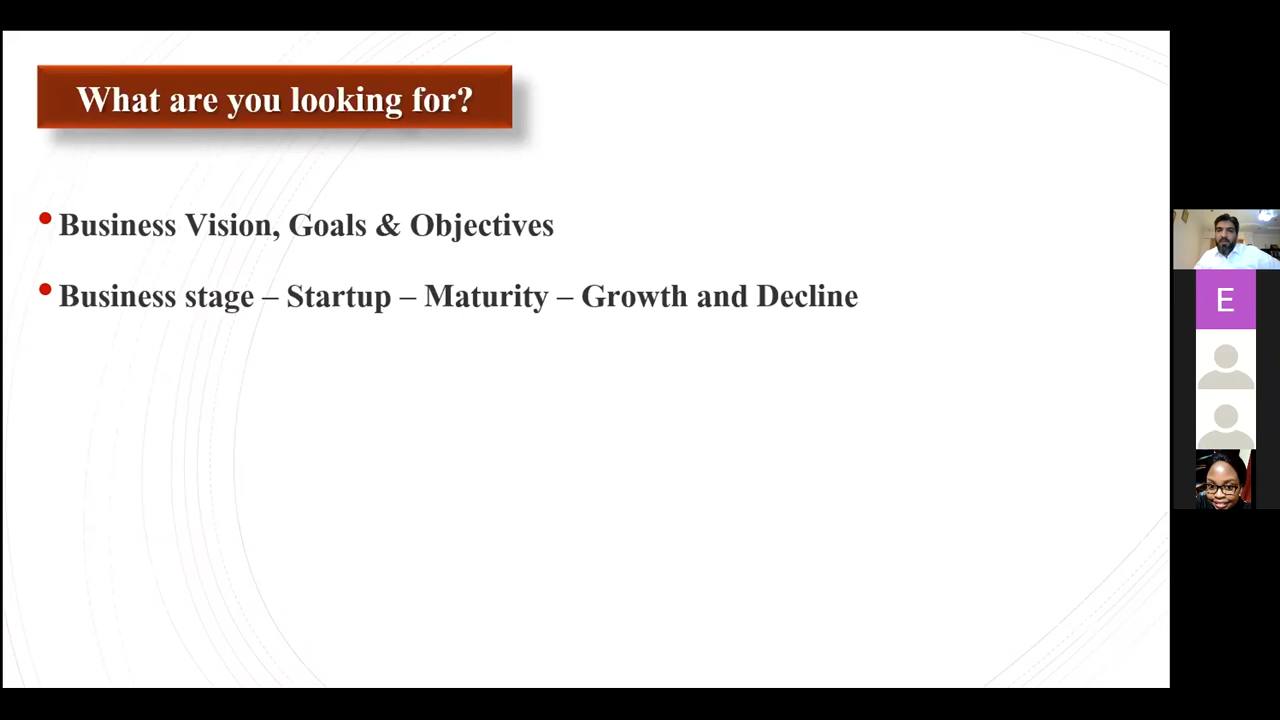 What are you looking for?
Business Vision, Goals & Objectives
Business stage – Startup – Maturity – Growth and Decline
E